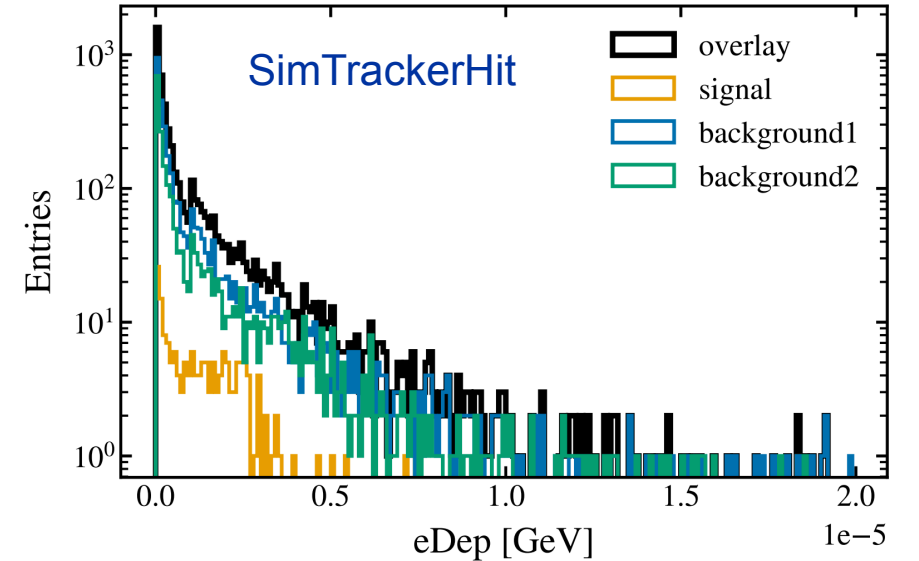 SimTrackerHit
overlay
signal
background1
background2
Entries
10³
10²
10¹
10⁰
0.0 0.5 1.0 1.5 2.0
1e−5
eDep [GeV]